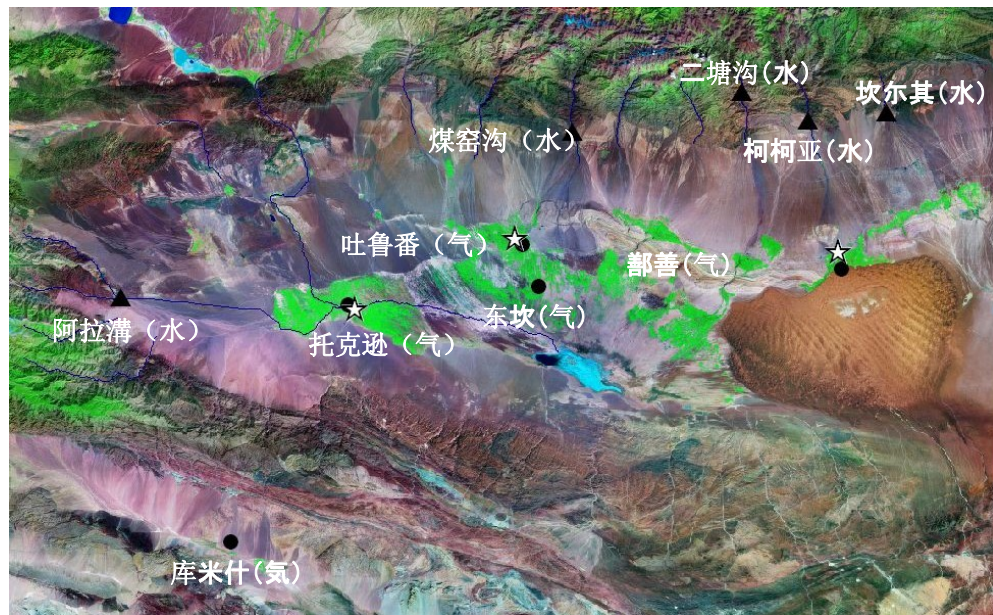 二塘沟(水)
坎尔其(水)
煤窑沟（水）
柯柯亚(水)
吐鲁番（气）
鄯善(气)
东坎(气)
阿拉溝（水）
托克逊（气）
库米什(気)